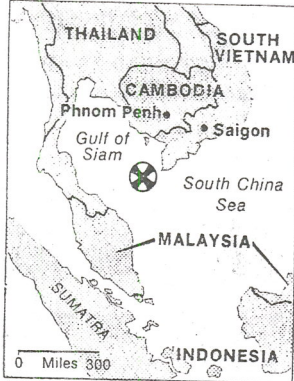 THAILAND
SOUTH
VIETNAM
CAMBODIA
Phnom Penh
Saigon
Gulf of
Siam
South China
Sea
MALAYSIA
SUMATRA
0 Miles 300
INDONESIA